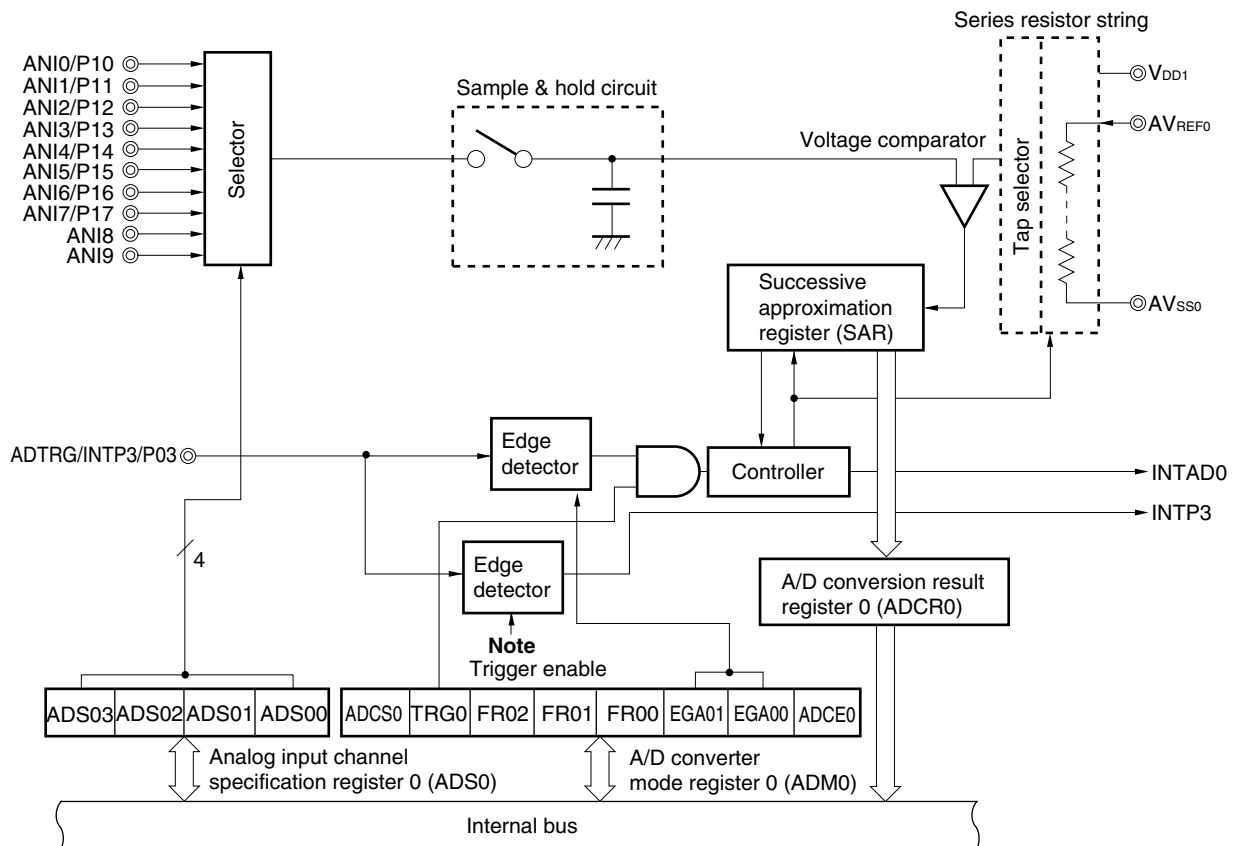 Series resistor string
ANI0/P10
ANI1/P11
ANI2/P12
ANI3/P13
ANI4/P14
ANI5/P15
ANI6/P16
ANI7/P17
ANI8
ANI9
Selector
Sample & hold circuit
Voltage comparator
Tap selector
VDD1
AVREF0
AVSS0
Successive
approximation
register (SAR)
ADTRG/INTP3/P03
Edge
detector
Controller
INTAD0
INTP3
4
Edge
detector
A/D conversion result
register 0 (ADCR0)
Note
Trigger enable
ADS03 ADS02 ADS01 ADS00
ADCS0 TRG0 FR02 FR01 FR00 EGA01 EGA00 ADCE0
Analog input channel
specification register 0 (ADS0)
A/D converter
mode register 0 (ADM0)
Internal bus